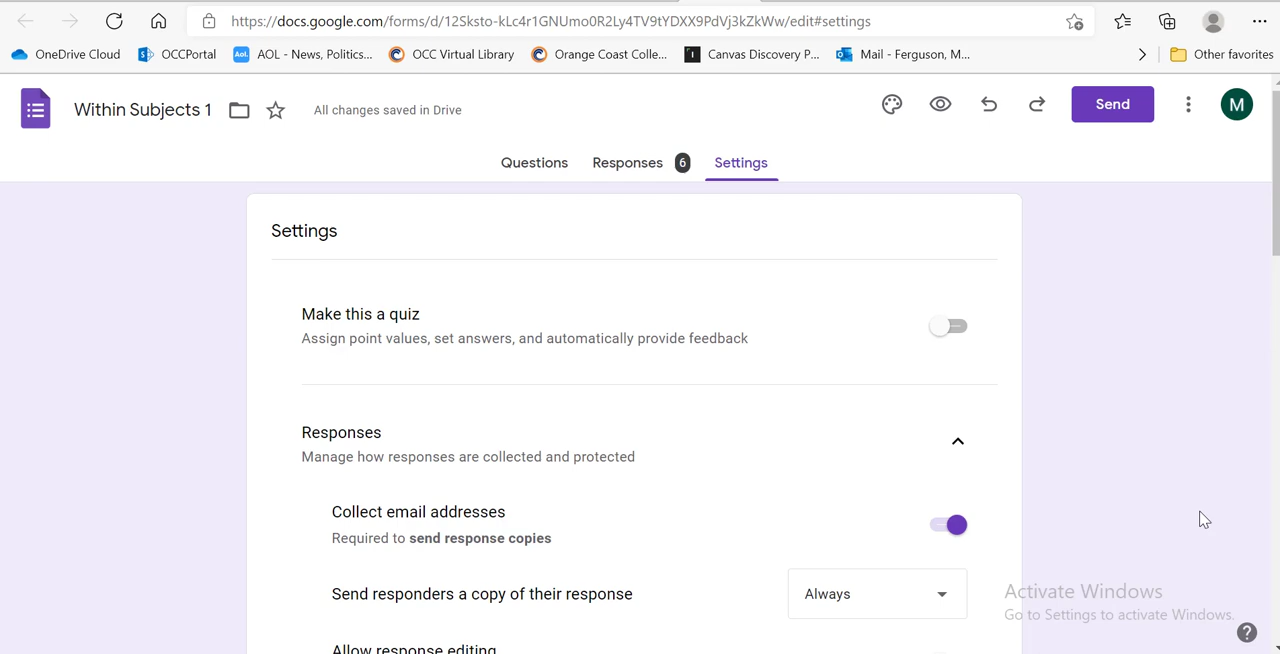 https://docs.google.com/forms/d/12Sksto-kLc4r1GNUmo0R2Ly4TV9tYDXX9PdVj3kZkWw/edit#settings
OneDrive Cloud OCCPortal Aol. AOL - News, Politics... OCC Virtual Library Orange Coast Colle... Canvas Discovery P... Mail - Ferguson, M... Other favorites
Within Subjects 1 All changes saved in Drive Send M
Questions Responses 6 Settings
Settings
Make this a quiz
Assign point values, set answers, and automatically provide feedback
Responses
Manage how responses are collected and protected
Collect email addresses
Required to send response copies
Send responders a copy of their response Always
Activate Windows
Go to Settings to activate Windows.
Allow response editing